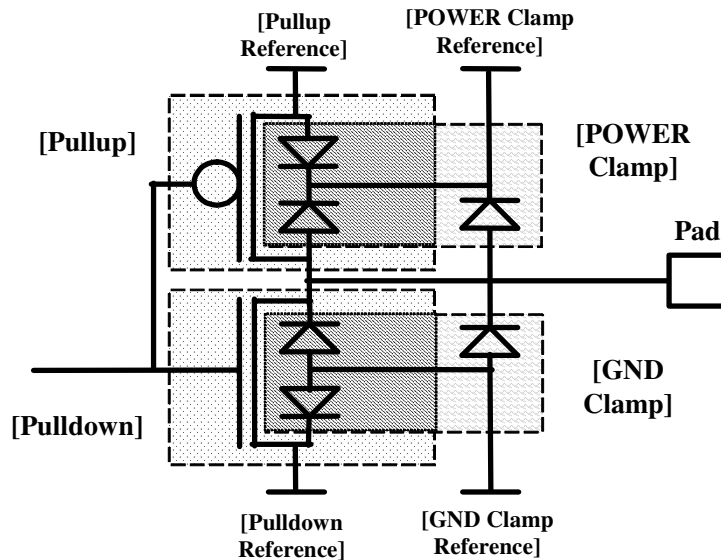 [Pullup
Reference]
[POWER Clamp
Reference]
[Pullup]
[POWER
Clamp]
Pad
[Pulldown]
[GND
Clamp]
[Pulldown
Reference]
[GND Clamp
Reference]